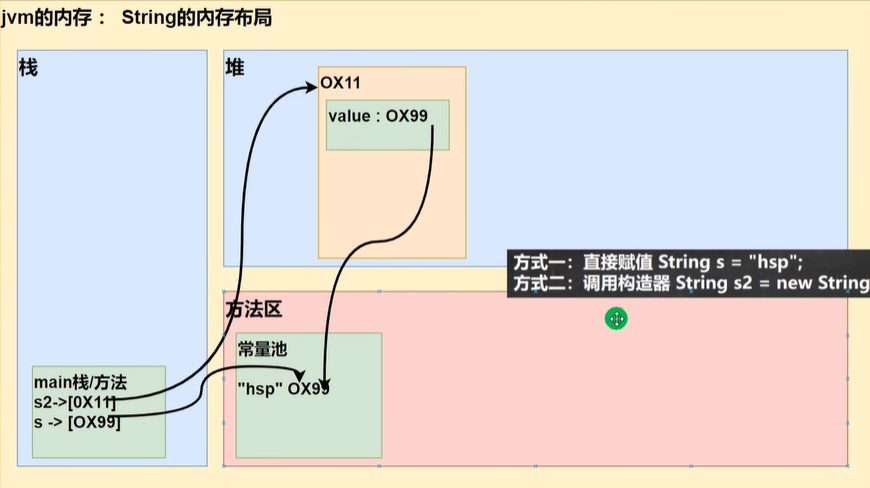 jvm的内存： String的内存布局
栈
堆
OX11
value : OX99
方式一：直接赋值 String s = "hsp";
方式二：调用构造器 String s2 = new String
方法区
常量池
"hsp" OX99
main栈/方法
s2->[0X11]
s -> [OX99]